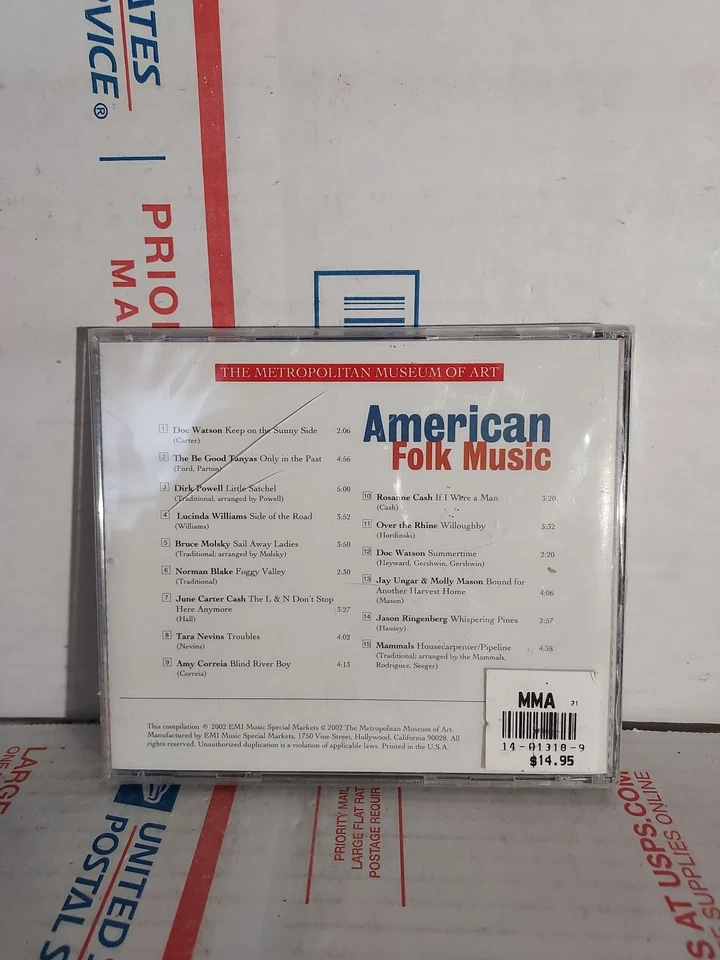 ATES
VICE®
PRIO
MA
THE METROPOLITAN MUSEUM OF ART
American
Folk Music
1 Doc Watson Keep on the Sunny Side 2:06
(Carter)
2 The Be Good Tanyas Only in the Past 4:56
(Ford, Parton)
3 Dirk Powell Little Satchel 5:00
(Traditional; arranged by Powell)
4 Lucinda Williams Side of the Road 3:52
(Williams)
5 Bruce Molsky Sail Away Ladies 3:50
(Traditional; arranged by Molsky)
6 Norman Blake Foggy Valley 2:30
(Traditional)
7 June Carter Cash The L & N Don't Stop
Here Anymore 3:27
(Hall)
8 Tara Nevins Troubles 4:02
(Nevins)
9 Amy Correia Blind River Boy 4:13
(Correia)
10 Rosanne Cash If I Were a Man 3:20
(Cash)
11 Over the Rhine Willoughby 3:32
(Hordinski)
12 Doc Watson Summertime 2:20
(Heyward, Gershwin, Gershwin)
13 Jay Ungar & Molly Mason Bound for
Another Harvest Home 4:06
(Mason)
14 Jason Ringenberg Whispering Pines 2:57
(Hausey)
15 Mammals Housecarpenter/Pipeline 4:38
(Traditional; arranged by the Mammals,
Rodriguez, Seeger)
This compilation ℗ 2002 EMI Music Special Markets © 2002 The Metropolitan Museum of Art.
Manufactured by EMI Music Special Markets, 1750 Vine Street, Hollywood, California 90028. All
rights reserved. Unauthorized duplication is a violation of applicable laws. Printed in the U.S.A.
MMA 21
14-01318-9
$14.95
LARGE
ONE
UNITED
POSTAL S
PRIORITY MAIL
LARGE FLAT RAT
POSTAGE REQUIR
S AT USPS.COM
SUPPLIES ONLINE